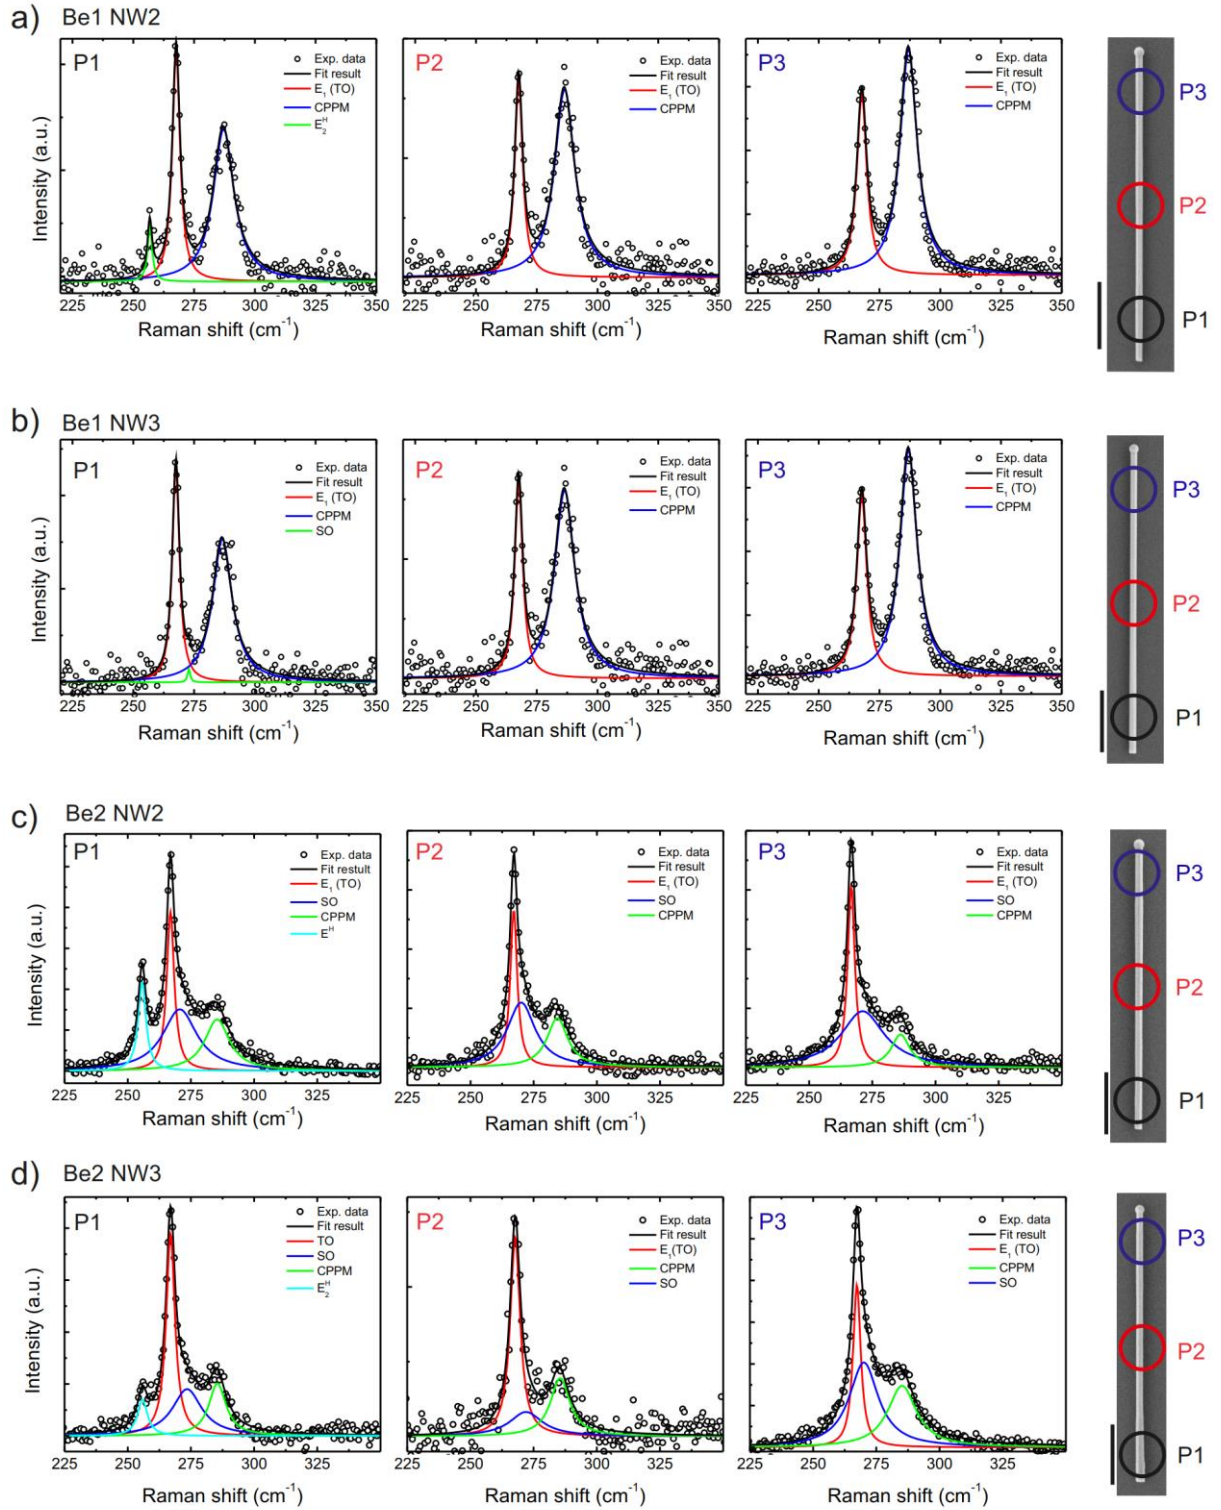 a) Be1 NW2
P1
Exp. data
Fit result
E₁ (TO)
CPPM
E₂ᴴ
P2
Exp. data
Fit result
E₁ (TO)
CPPM
P3
Exp. data
Fit result
E₁ (TO)
CPPM
P3
P2
P1
Intensity (a.u.)
225 250 275 300 325 350
225 250 275 300 325 350
225 250 275 300 325 350
Raman shift (cm⁻¹)
Raman shift (cm⁻¹)
Raman shift (cm⁻¹)
b) Be1 NW3
P1
Exp. data
Fit result
E₁ (TO)
CPPM
SO
P2
Exp. data
Fit result
E₁ (TO)
CPPM
P3
Exp. data
Fit result
E₁ (TO)
CPPM
P3
P2
P1
Intensity (a.u.)
225 250 275 300 325 350
225 250 275 300 325 350
225 250 275 300 325 350
Raman shift (cm⁻¹)
Raman shift (cm⁻¹)
Raman shift (cm⁻¹)
c) Be2 NW2
P1
Exp. data
Fit result
E₁ (TO)
SO
CPPM
Eᴴ
P2
Exp. data
Fit result
E₁ (TO)
SO
CPPM
P3
Exp. data
Fit result
E₁ (TO)
SO
CPPM
P3
P2
P1
Intensity (a.u.)
225 250 275 300 325
225 250 275 300 325
225 250 275 300 325
Raman shift (cm⁻¹)
Raman shift (cm⁻¹)
Raman shift (cm⁻¹)
d) Be2 NW3
P1
Exp. data
Fit result
TO
SO
CPPM
E₂ᴴ
P2
Exp. data
Fit result
E₁ (TO)
CPPM
SO
P3
Exp. data
Fit result
E₁ (TO)
CPPM
SO
P3
P2
P1
Intensity (a.u.)
225 250 275 300 325
225 250 275 300 325
225 250 275 300 325
Raman shift (cm⁻¹)
Raman shift (cm⁻¹)
Raman shift (cm⁻¹)